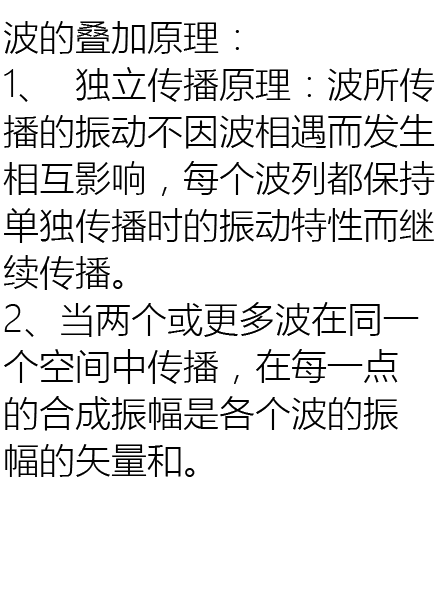 波的叠加原理：
1、 独立传播原理：波所传
播的振动不因波相遇而发生
相互影响，每个波列都保持
单独传播时的振动特性而继
续传播。
2、当两个或更多波在同一
个空间中传播，在每一点
的合成振幅是各个波的振
幅的矢量和。